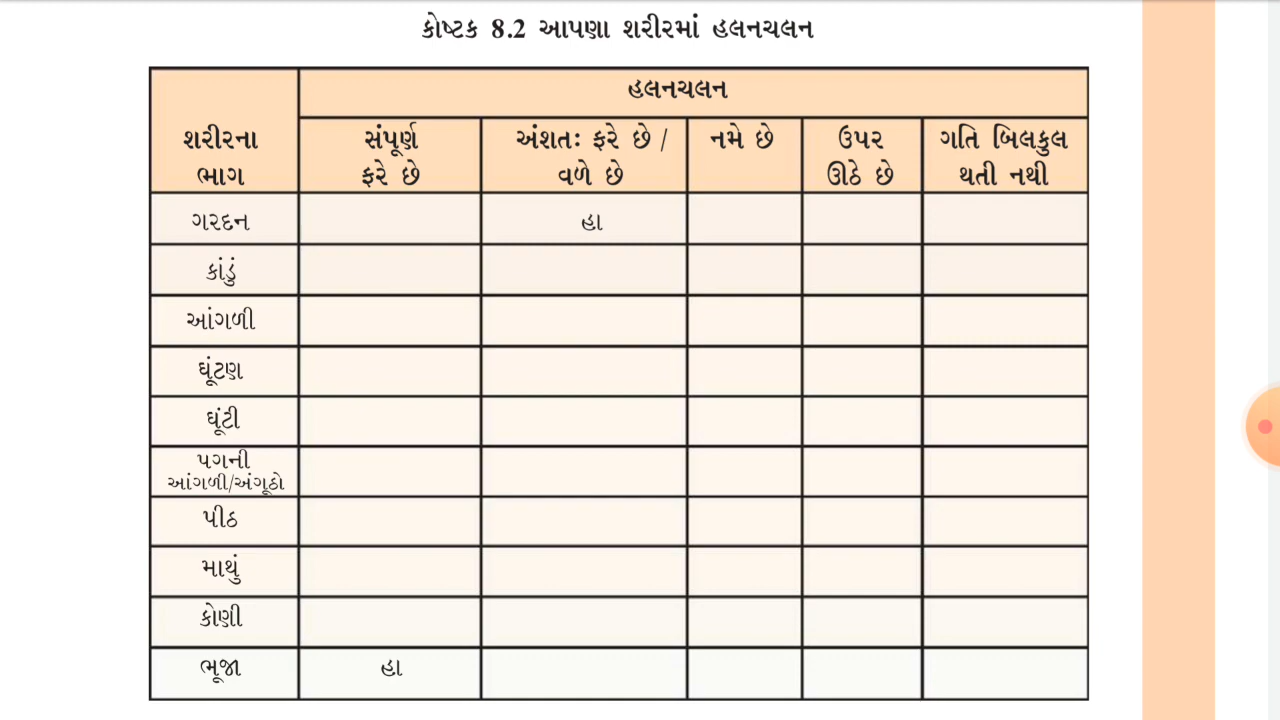 કોષ્ટક 8.2 આપણા શરીરમાં હલનચલન
શરીરના ભાગ
હલનચલન
સંપૂર્ણ ફરે છે
અંશતઃ ફરે છે / વળે છે
નમે છે
ઉપર ઊઠે છે
ગતિ બિલકુલ થતી નથી
ગરદન હા
કાંડું
આંગળી
ઘૂંટણ
ઘૂંટી
પગની
આંગળી/અંગૂઠો
પીઠ
માથું
કોણી
ભૂજા હા